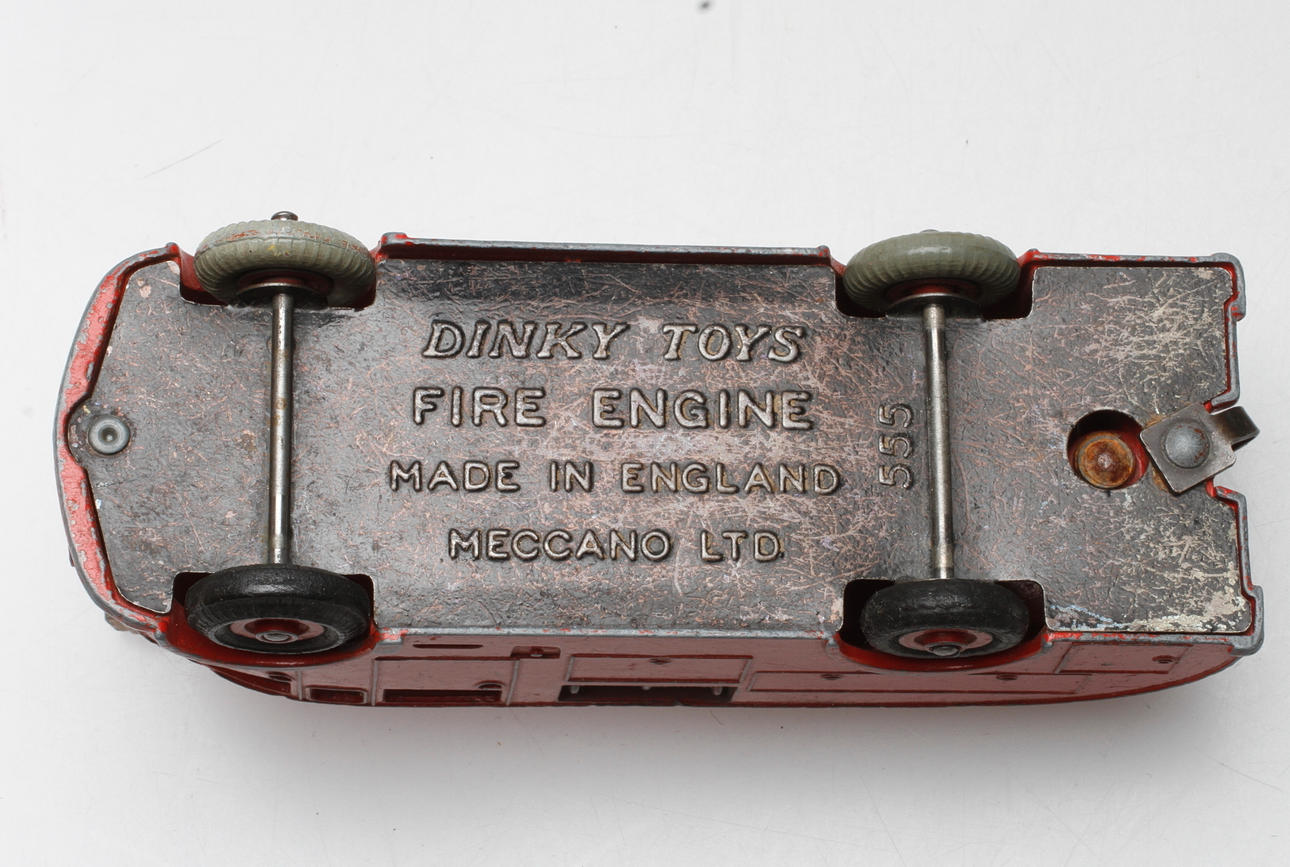 DINKY TOYS
FIRE ENGINE
MADE IN ENGLAND
MECCANO LTD.
555